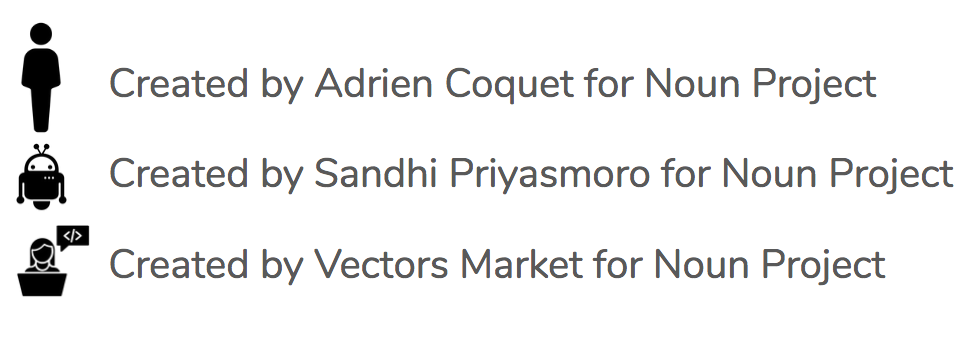 Created by Adrien Coquet for Noun Project
Created by Sandhi Priyasmoro for Noun Project
</>
Created by Vectors Market for Noun Project